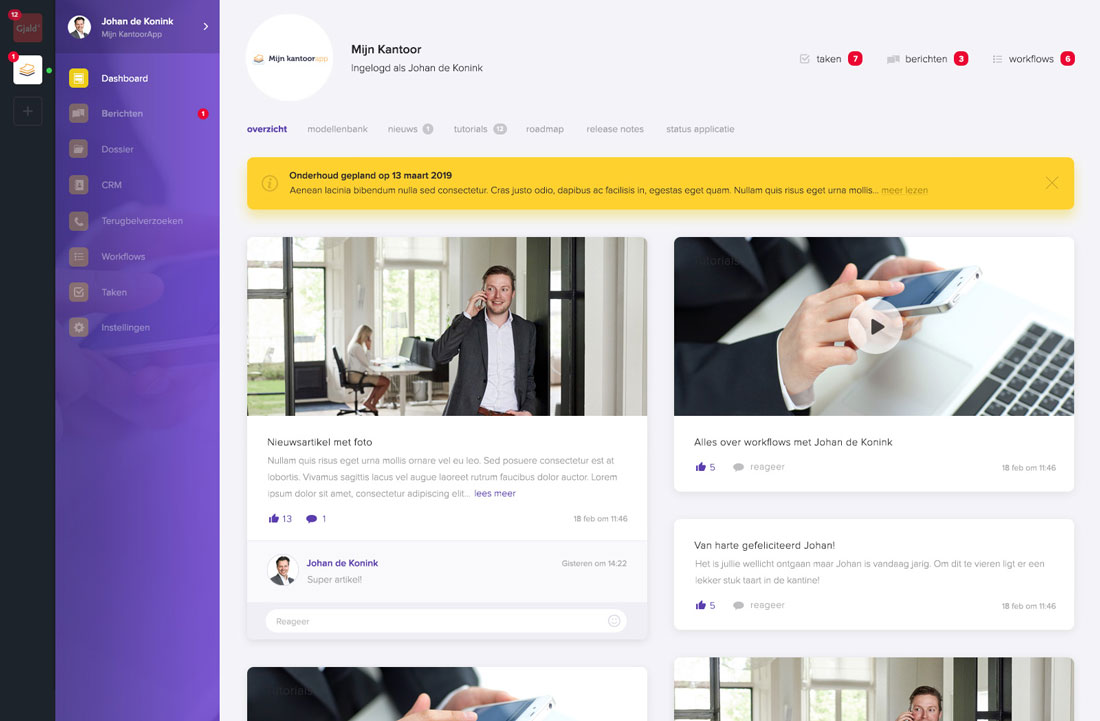 12
Gjald
1
Johan de Konink
Mijn KantoorApp
Dashboard
Berichten 1
Dossier
CRM
Terugbelverzoeken
Workflows
Taken
Instellingen
Mijn kantoorapp
Mijn Kantoor
Ingelogd als Johan de Konink
taken 7 berichten 3 workflows 6
overzicht modellenbank nieuws 1 tutorials 12 roadmap release notes status applicatie
Onderhoud gepland op 13 maart 2019
Aenean lacinia bibendum nulla sed consectetur. Cras justo odio, dapibus ac facilisis in, egestas eget quam. Nullam quis risus eget urna mollis... meer lezen
Nieuwsartikel met foto
Nullam quis risus eget urna mollis ornare vel eu leo. Sed posuere consectetur est at
lobortis. Vivamus sagittis lacus vel augue laoreet rutrum faucibus dolor auctor. Lorem
ipsum dolor sit amet, consectetur adipiscing elit... lees meer
13 1 18 feb om 11:46
Johan de Konink Gisteren om 14:22
Super artikel!
Reageer
Tutorials
Tutorials
Alles over workflows met Johan de Konink
5 reageer 18 feb om 11:46
Van harte gefeliciteerd Johan!
Het is jullie wellicht ontgaan maar Johan is vandaag jarig. Om dit te vieren ligt er een
lekker stuk taart in de kantine!
5 reageer 18 feb om 11:46